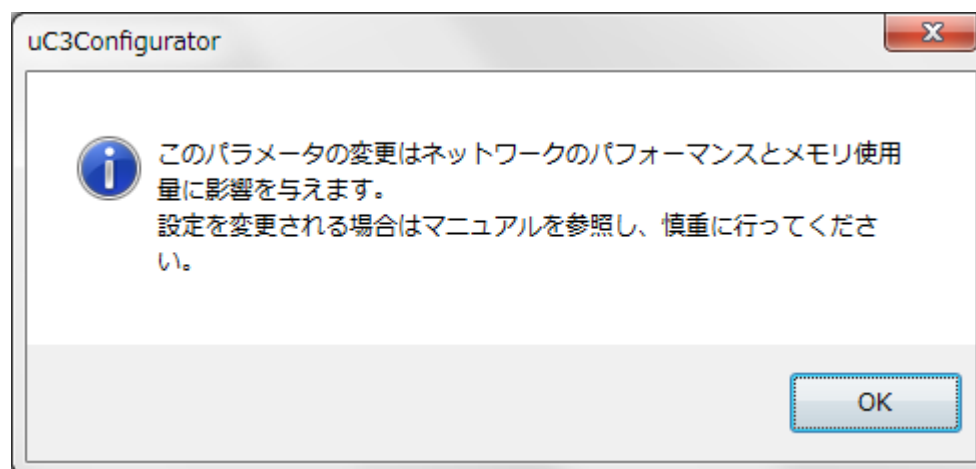 uC3Configurator
このパラメータの変更はネットワークのパフォーマンスとメモリ使用
量に影響を与えます。
設定を変更される場合はマニュアルを参照し、慎重に行ってくださ
い。
OK